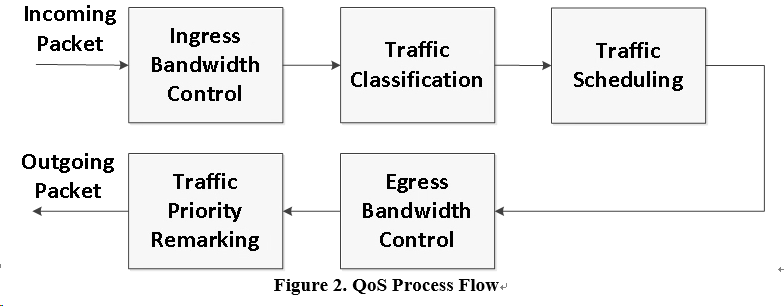 Incoming
Packet
Ingress
Bandwidth
Control
Traffic
Classification
Traffic
Scheduling
Outgoing
Packet
Traffic
Priority
Remarking
Egress
Bandwidth
Control
Figure 2. QoS Process Flow